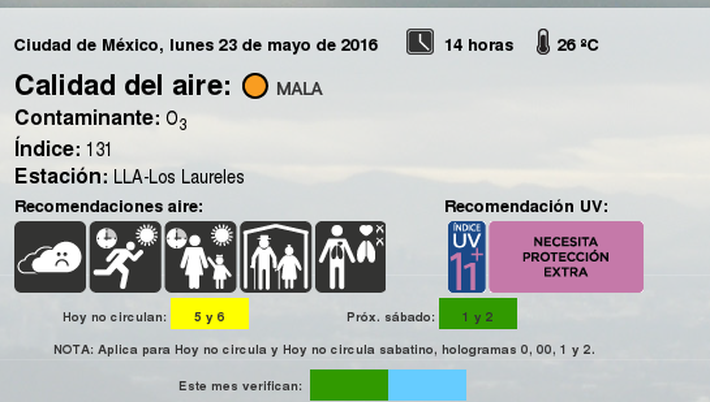 Ciudad de México, lunes 23 de mayo de 2016 14 horas 26 ºC
Calidad del aire: MALA
Contaminante: O3
Índice: 131
Estación: LLA-Los Laureles
Recomendaciones aire: Recomendación UV:
ÍNDICE
UV
11+
NECESITA
PROTECCIÓN
EXTRA
Hoy no circulan: 5 y 6 Próx. sábado: 1 y 2
NOTA: Aplica para Hoy no circula y Hoy no circula sabatino, hologramas 0, 00, 1 y 2.
Este mes verifican: